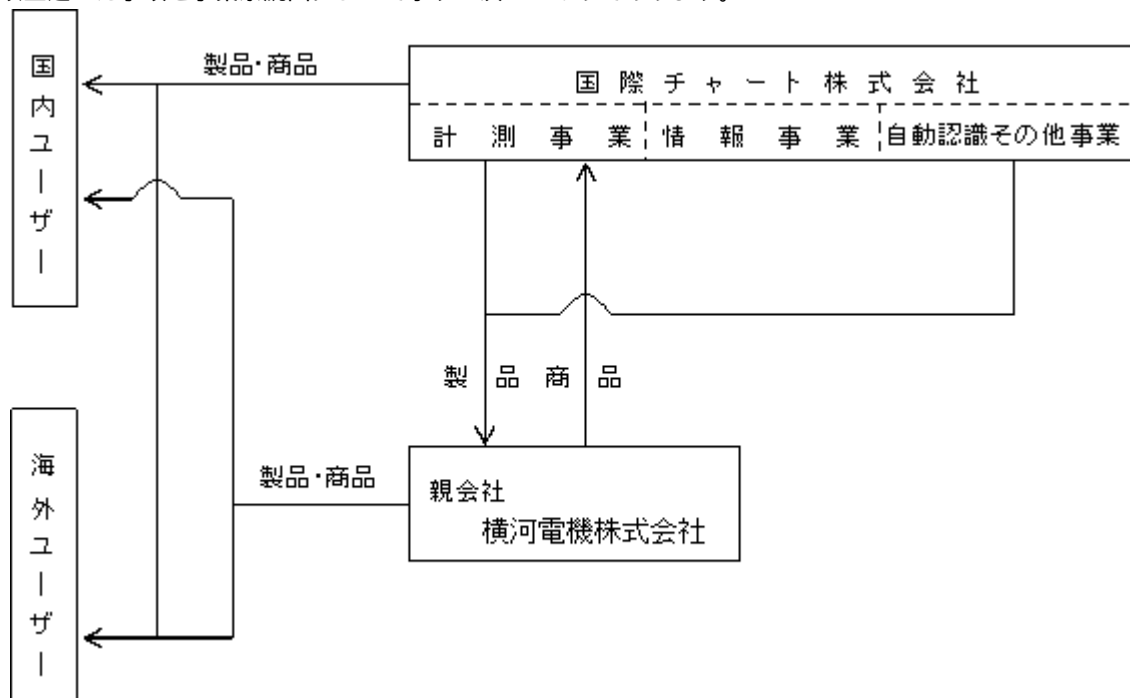 国内ユーザー
製品・商品
国際チャート株式会社
計測事業
情報事業
自動認識その他事業
製品
商品
海外ユーザー
製品・商品
親会社
横河電機株式会社